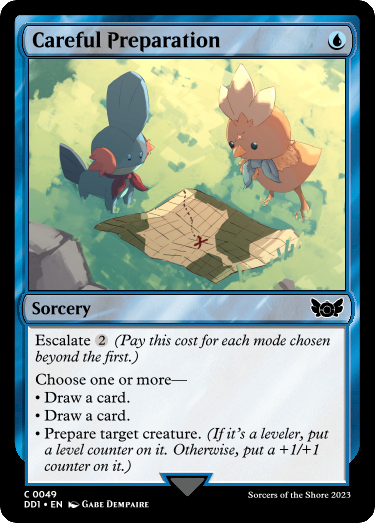 Careful Preparation
Sorcery
Escalate 2 (Pay this cost for each mode chosen
beyond the first.)
Choose one or more—
• Draw a card.
• Draw a card.
• Prepare target creature. (If it's a leveler, put
a level counter on it. Otherwise, put a +1/+1
counter on it.)
C 0049
DD1 • EN Gabe Dempaire
Sorcers of the Shore 2023